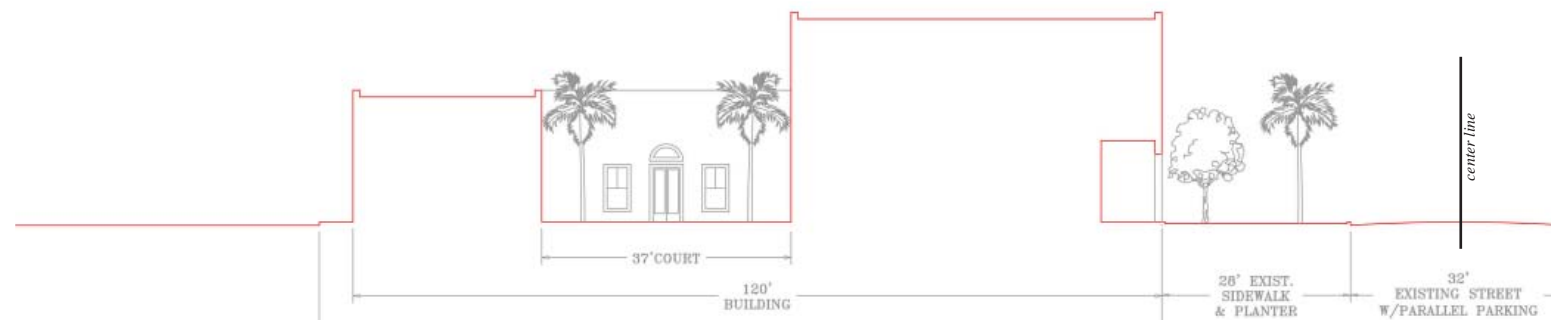 center line
37' COURT
120'
BUILDING
28' EXIST.
SIDEWALK
& PLANTER
32'
EXISTING STREET
W/PARALLEL PARKING